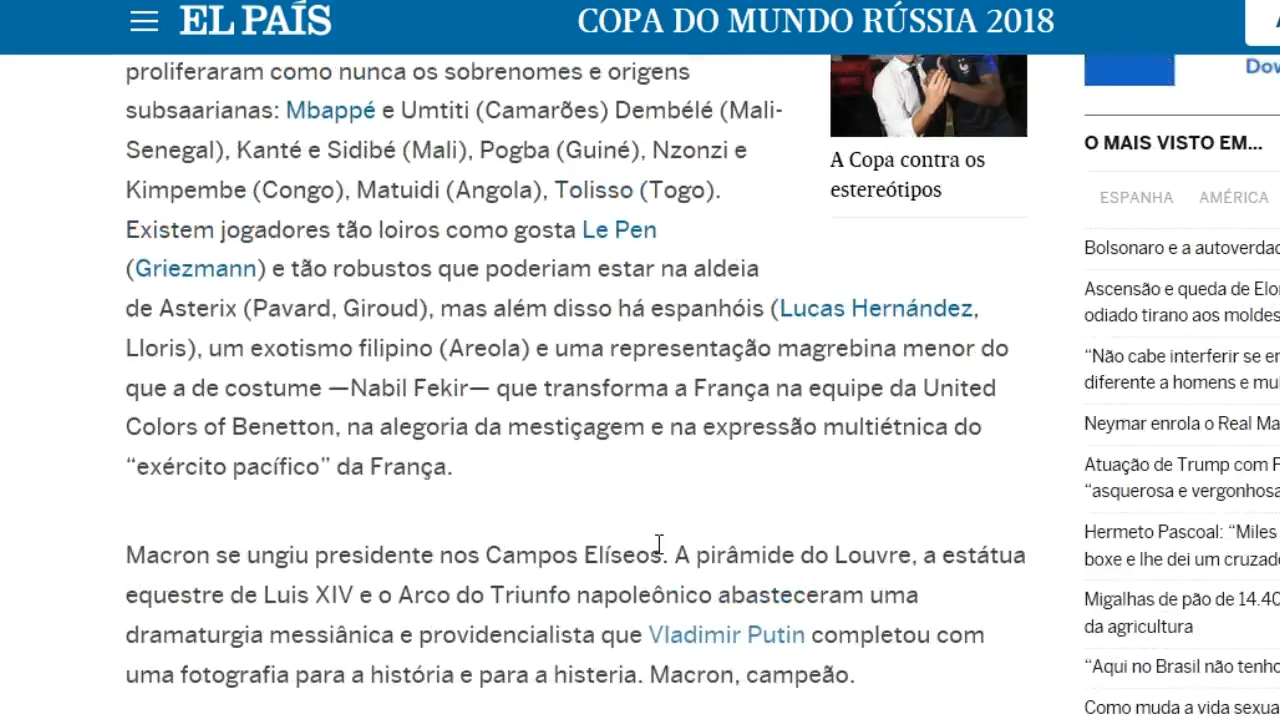 EL PAÍS
COPA DO MUNDO RÚSSIA 2018
proliferaram como nunca os sobrenomes e origens
subsaarianas: Mbappé e Umtiti (Camarões) Dembélé (Mali-
Senegal), Kanté e Sidibé (Mali), Pogba (Guiné), Nzonzi e
Kimpembe (Congo), Matuidi (Angola), Tolisso (Togo).
Existem jogadores tão loiros como gosta Le Pen
(Griezmann) e tão robustos que poderiam estar na aldeia
de Asterix (Pavard, Giroud), mas além disso há espanhóis (Lucas Hernández,
Lloris), um exotismo filipino (Areola) e uma representação magrebina menor do
que a de costume —Nabil Fekir— que transforma a França na equipe da United
Colors of Benetton, na alegoria da mestiçagem e na expressão multiétnica do
“exército pacífico” da França.
Macron se ungiu presidente nos Campos Elíseos. A pirâmide do Louvre, a estátua
equestre de Luis XIV e o Arco do Triunfo napoleônico abasteceram uma
dramaturgia messiânica e providencialista que Vladimir Putin completou com
uma fotografia para a história e para a histeria. Macron, campeão.
A Copa contra os
estereótipos
Dow
O MAIS VISTO EM...
ESPANHA AMÉRICA
Bolsonaro e a autoverdad
Ascensão e queda de Elo
odiado tirano aos moldes
“Não cabe interferir se e
diferente a homens e mu
Neymar enrola o Real Ma
Atuação de Trump com P
“asquerosa e vergonhosa
Hermeto Pascoal: “Miles
boxe e lhe dei um cruzad
Migalhas de pão de 14.40
da agricultura
“Aqui no Brasil não tenho
Como muda a vida sexua